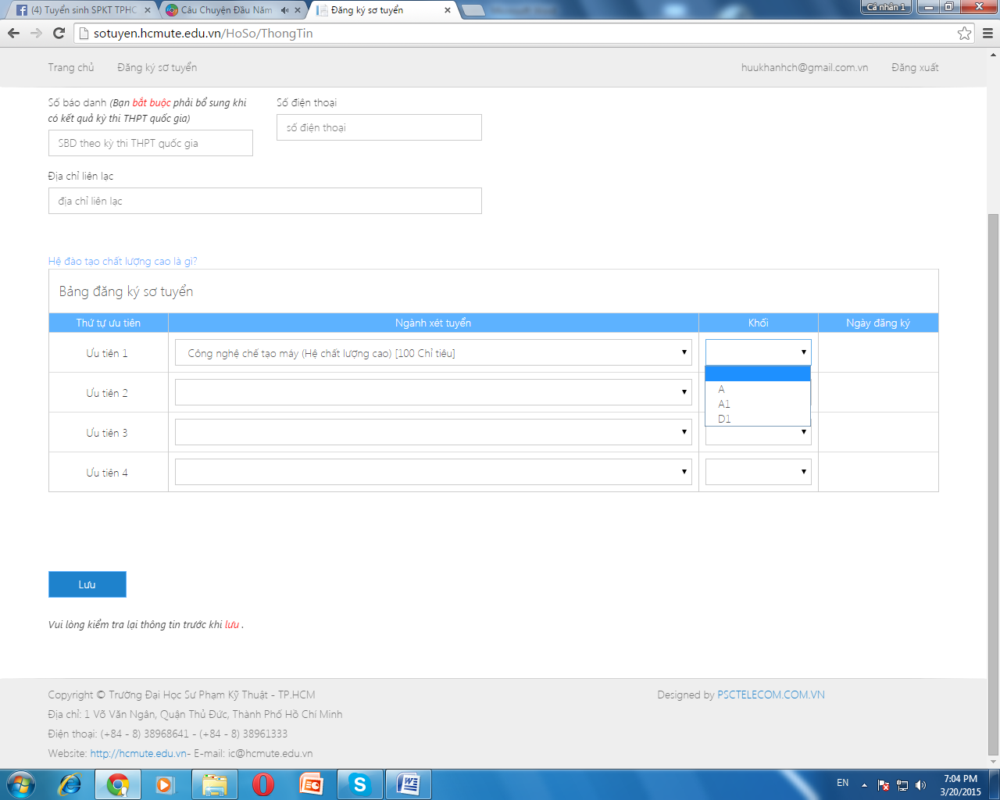 (4) Tuyển sinh SPKT TPHC
Câu Chuyện Đầu Năm
Đăng ký sơ tuyển
Cá nhân 1
sotuyen.hcmute.edu.vn/HoSo/ThongTin
Trang chủ
Đăng ký sơ tuyển
huukhanhch@gmail.com.vn
Đăng xuất
Số báo danh (Bạn bắt buộc phải bổ sung khi
có kết quả kỳ thi THPT quốc gia)
Số điện thoại
số điện thoại
SBD theo kỳ thi THPT quốc gia
Địa chỉ liên lạc
địa chỉ liên lạc
Hệ đào tạo chất lượng cao là gì?
Bảng đăng ký sơ tuyển
Thứ tự ưu tiên
Ngành xét tuyển
Khối
Ngày đăng ký
Ưu tiên 1
Công nghệ chế tạo máy (Hệ chất lượng cao) [100 Chỉ tiêu]
A
A1
D1
Ưu tiên 2
Ưu tiên 3
Ưu tiên 4
Lưu
Vui lòng kiểm tra lại thông tin trước khi lưu .
Copyright © Trường Đại Học Sư Phạm Kỹ Thuật - TP.HCM
Designed by PSCTELECOM.COM.VN
Địa chỉ: 1 Võ Văn Ngân, Quận Thủ Đức, Thành Phố Hồ Chí Minh
Điện thoại: (+84 - 8) 38968641 - (+84 - 8) 38961333
Website: http://hcmute.edu.vn- E-mail: ic@hcmute.edu.vn
EN
7:04 PM
3/20/2015